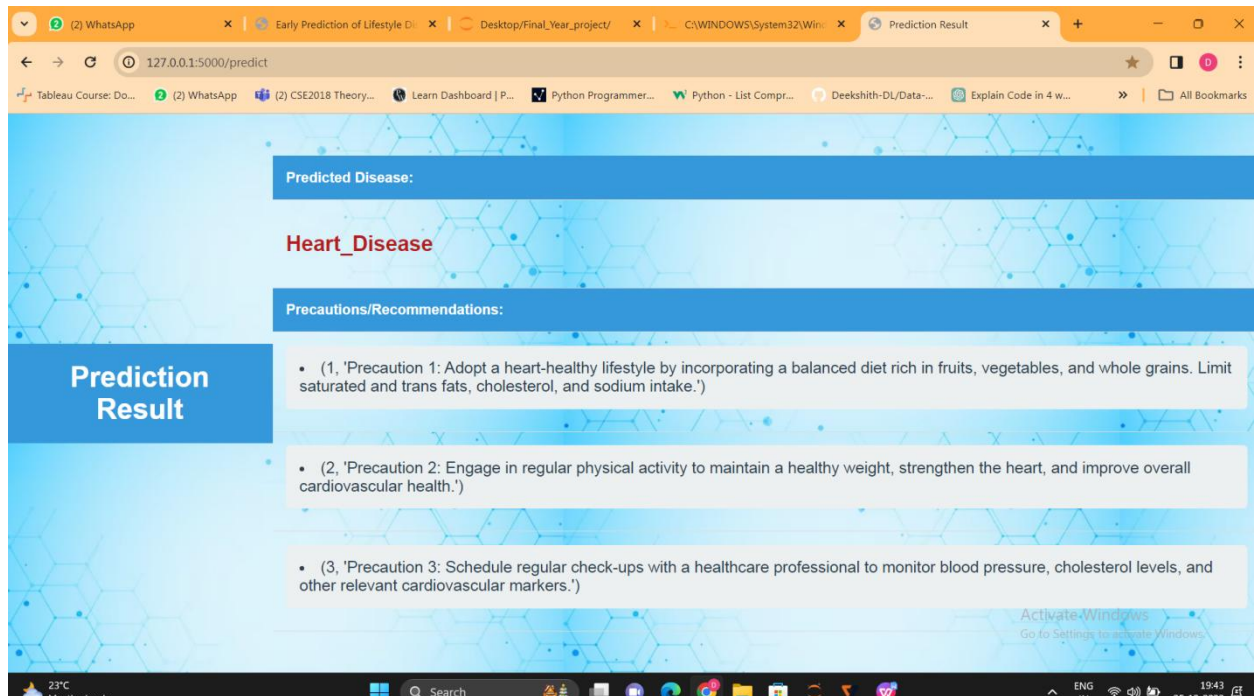 (2) WhatsApp
Early Prediction of Lifestyle Di
Desktop/Final_Year_project/
C:\WINDOWS\System32\Winc
Prediction Result
127.0.0.1:5000/predict
Tableau Course: Do...
(2) WhatsApp
(2) CSE2018 Theory...
Learn Dashboard | P...
Python Programmer...
Python - List Compr...
Deekshith-DL/Data-...
Explain Code in 4 w...
»
All Bookmarks
Predicted Disease:
Heart_Disease
Precautions/Recommendations:
Prediction
Result
• (1, 'Precaution 1: Adopt a heart-healthy lifestyle by incorporating a balanced diet rich in fruits, vegetables, and whole grains. Limit
saturated and trans fats, cholesterol, and sodium intake.')
• (2, 'Precaution 2: Engage in regular physical activity to maintain a healthy weight, strengthen the heart, and improve overall
cardiovascular health.')
• (3, 'Precaution 3: Schedule regular check-ups with a healthcare professional to monitor blood pressure, cholesterol levels, and
other relevant cardiovascular markers.')
Activate Windows
Go to Settings to activate Windows.
23°C
Search
ENG
19:43